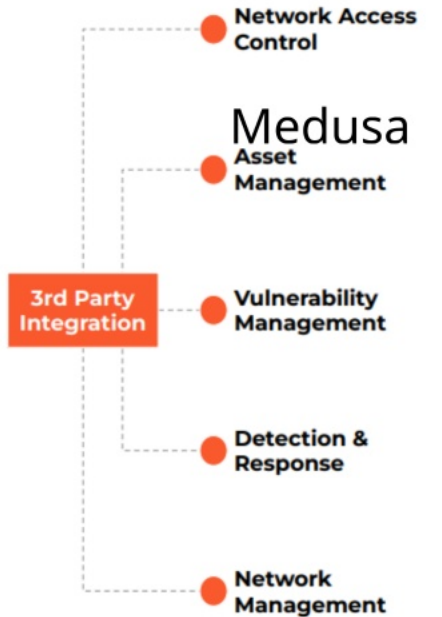 Network Access
Control
Medusa
Asset
Management
3rd Party
Integration
Vulnerability
Management
Detection &
Response
Network
Management